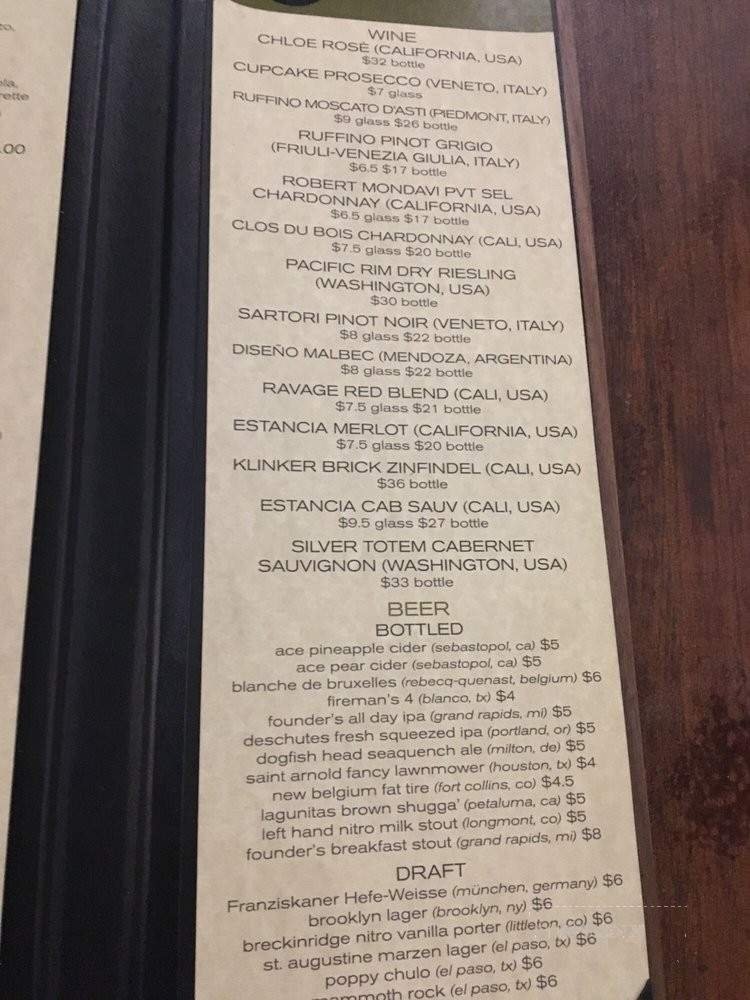 WINE
CHLOE ROSÉ (CALIFORNIA, USA)
$32 bottle
CUPCAKE PROSECCO (VENETO, ITALY)
$7 glass
RUFFINO MOSCATO D'ASTI (PIEDMONT, ITALY)
$9 glass $26 bottle
RUFFINO PINOT GRIGIO
(FRIULI-VENEZIA GIULIA, ITALY)
$6.5 $17 bottle
ROBERT MONDAVI PVT SEL
CHARDONNAY (CALIFORNIA, USA)
$6.5 glass $17 bottle
CLOS DU BOIS CHARDONNAY (CALI, USA)
$7.5 glass $20 bottle
PACIFIC RIM DRY RIESLING
(WASHINGTON, USA)
$30 bottle
SARTORI PINOT NOIR (VENETO, ITALY)
$8 glass $22 bottle
DISEÑO MALBEC (MENDOZA, ARGENTINA)
$8 glass $22 bottle
RAVAGE RED BLEND (CALI, USA)
$7.5 glass $21 bottle
ESTANCIA MERLOT (CALIFORNIA, USA)
$7.5 glass $20 bottle
KLINKER BRICK ZINFINDEL (CALI, USA)
$36 bottle
ESTANCIA CAB SAUV (CALI, USA)
$9.5 glass $27 bottle
SILVER TOTEM CABERNET
SAUVIGNON (WASHINGTON, USA)
$33 bottle
BEER
BOTTLED
ace pineapple cider (sebastopol, ca) $5
ace pear cider (sebastopol, ca) $5
blanche de bruxelles (rebecq-quenast, belgium) $6
fireman's 4 (blanco, tx) $4
founder's all day ipa (grand rapids, mi) $5
deschutes fresh squeezed ipa (portland, or) $5
dogfish head seaquench ale (milton, de) $5
saint arnold fancy lawnmower (houston, tx) $4
new belgium fat tire (fort collins, co) $4.5
lagunitas brown shugga' (petaluma, ca) $5
left hand nitro milk stout (longmont, co) $5
founder's breakfast stout (grand rapids, mi) $8
DRAFT
Franziskaner Hefe-Weisse (münchen, germany) $6
brooklyn lager (brooklyn, ny) $6
breckinridge nitro vanilla porter (littleton, co) $6
st. augustine marzen lager (el paso, tx) $6
poppy chulo (el paso, tx) $6
rock (el paso, tx) $6
.00